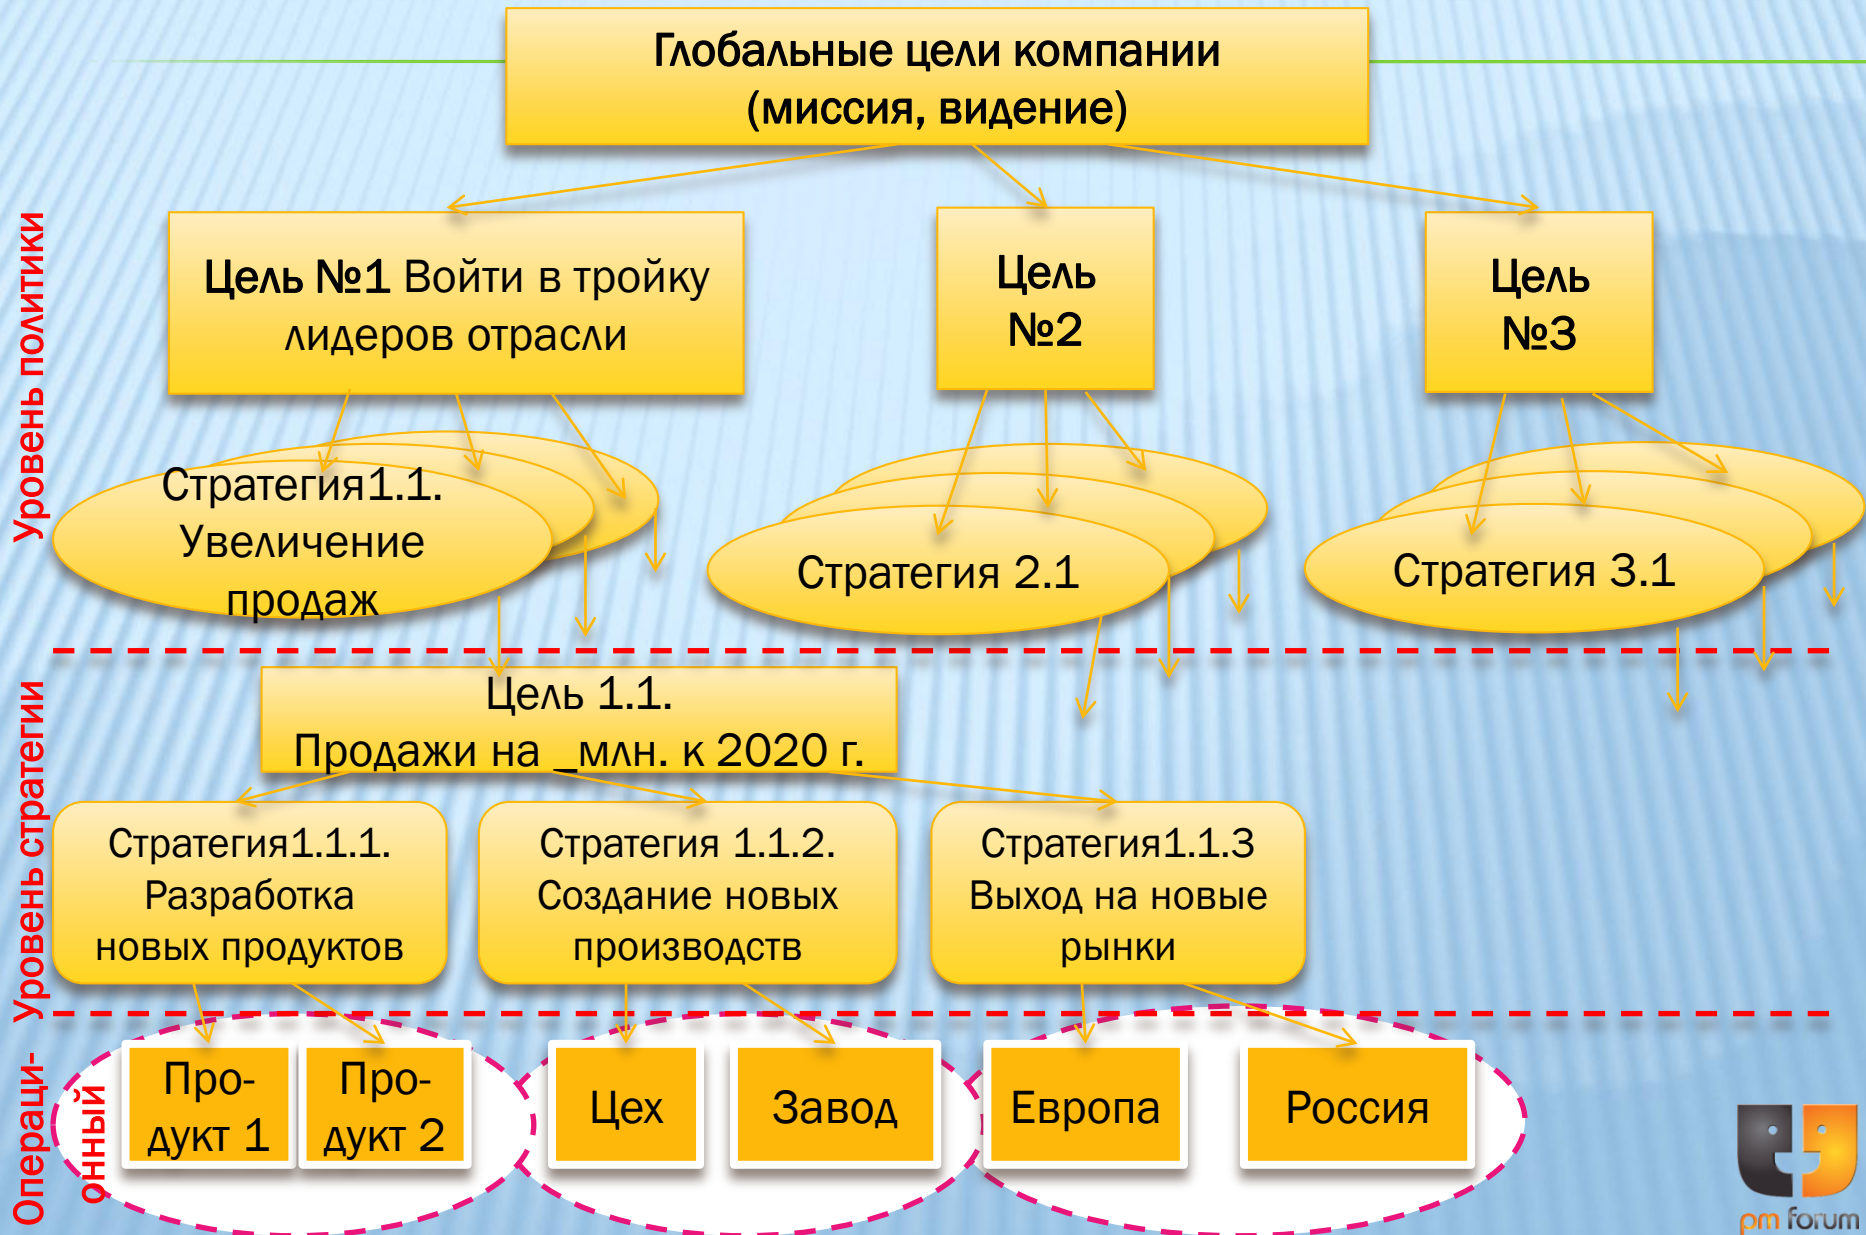 Глобальные цели компании
(миссия, видение)
Уровень политики
Цель №1 Войти в тройку
лидеров отрасли
Цель
№2
Цель
№3
Стратегия1.1.
Увеличение
продаж
Стратегия 2.1
Стратегия 3.1
Уровень стратегии
Цель 1.1.
Продажи на _млн. к 2020 г.
Стратегия1.1.1.
Разработка
новых продуктов
Стратегия 1.1.2.
Создание новых
производств
Стратегия1.1.3
Выход на новые
рынки
Операци-
онный
Про-
дукт 1
Про-
дукт 2
Цех
Завод
Европа
Россия
pm forum